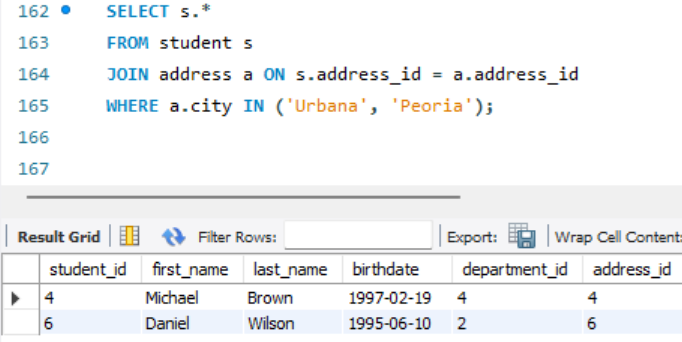 162 SELECT s.*
163 FROM student s
164 JOIN address a ON s.address_id = a.address_id
165 WHERE a.city IN ('Urbana', 'Peoria');
166
167
Result Grid Filter Rows: Export: Wrap Cell Content:
student_id first_name last_name birthdate department_id address_id
4 Michael Brown 1997-02-19 4 4
6 Daniel Wilson 1995-06-10 2 6